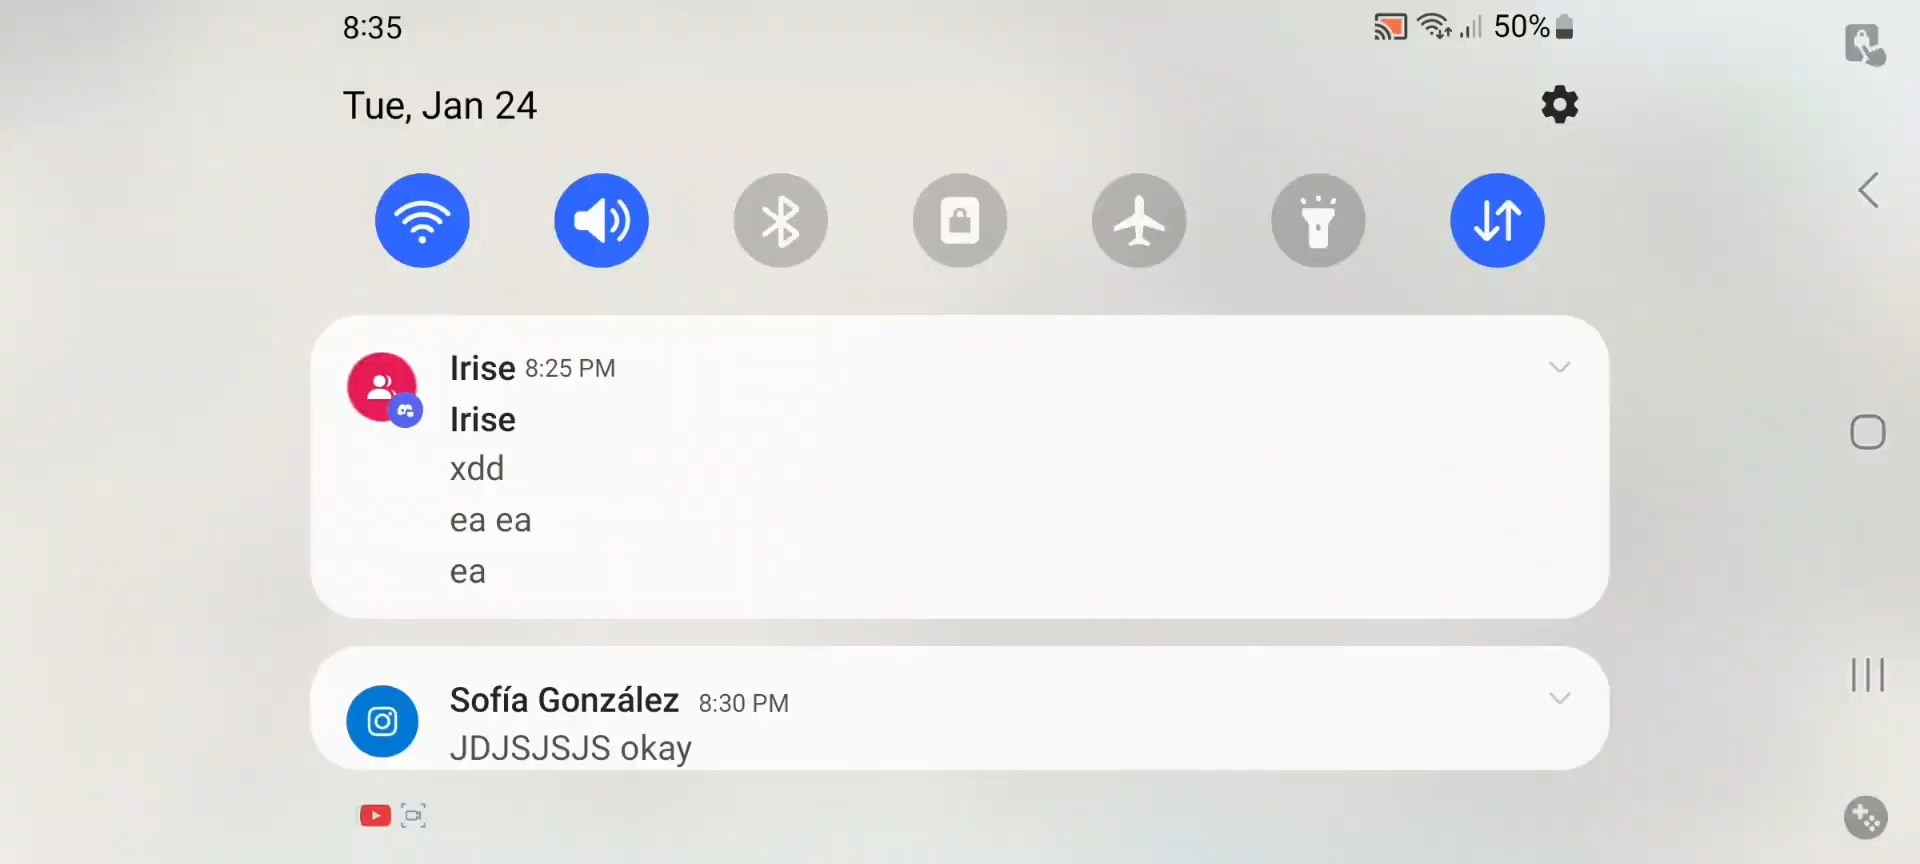 8:35
50%
Tue, Jan 24
Irise 8:25 PM
Irise
xdd
ea ea
ea
Sofía González 8:30 PM
JDJSJSJS okay